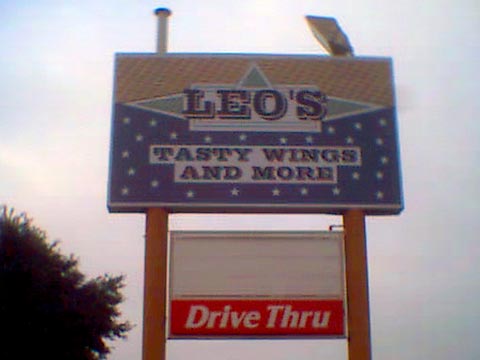 LEO'S
TASTY WINGS
AND MORE
Drive Thru